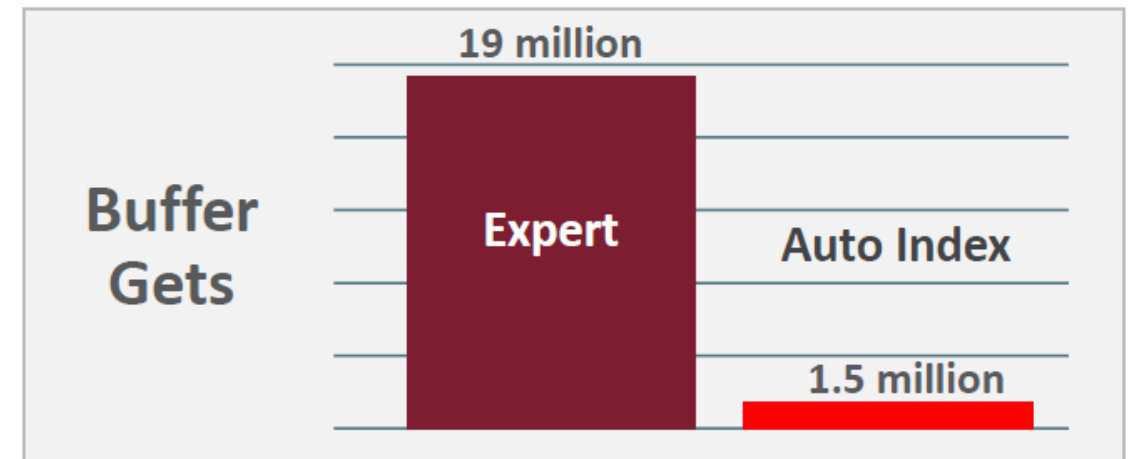 19 million
Buffer
Gets
Expert
Auto Index
1.5 million